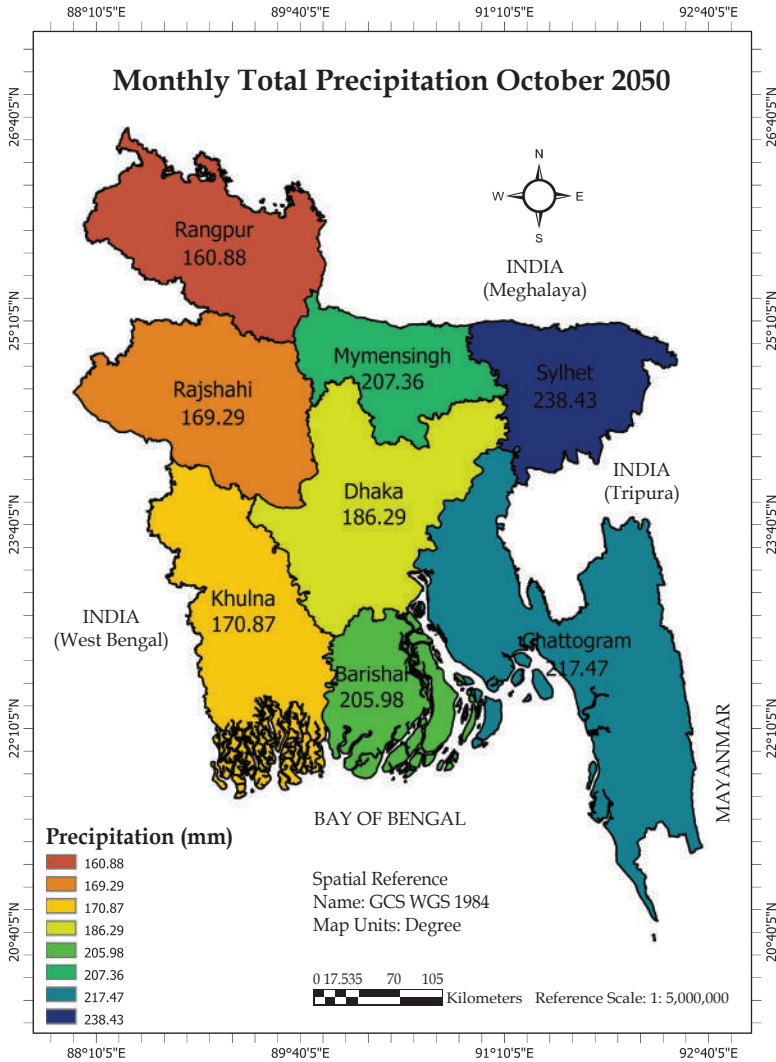 88°10'5"E 89°40'5"E 91°10'5"E 92°40'5"E
Monthly Total Precipitation October 2050
26°40'5"N 26°40'5"N
N
W E
S
Rangpur
160.88
INDIA
(Meghalaya)
25°10'5"N 25°10'5"N
Mymensingh
207.36
Sylhet
238.43
Rajshahi
169.29
INDIA
(Tripura)
Dhaka
186.29
23°40'5"N 23°40'5"N
Khulna
170.87
INDIA
(West Bengal)
Chattogram
217.47
Barishal
205.98
22°10'5"N 22°10'5"N
MAYANMAR
BAY OF BENGAL
Precipitation (mm)
160.88
169.29
170.87
186.29
205.98
207.36
217.47
238.43
Spatial Reference
Name: GCS WGS 1984
Map Units: Degree
20°40'5"N 20°40'5"N
0 17.535 70 105
Kilometers Reference Scale: 1: 5,000,000
88°10'5"E 89°40'5"E 91°10'5"E 92°40'5"E